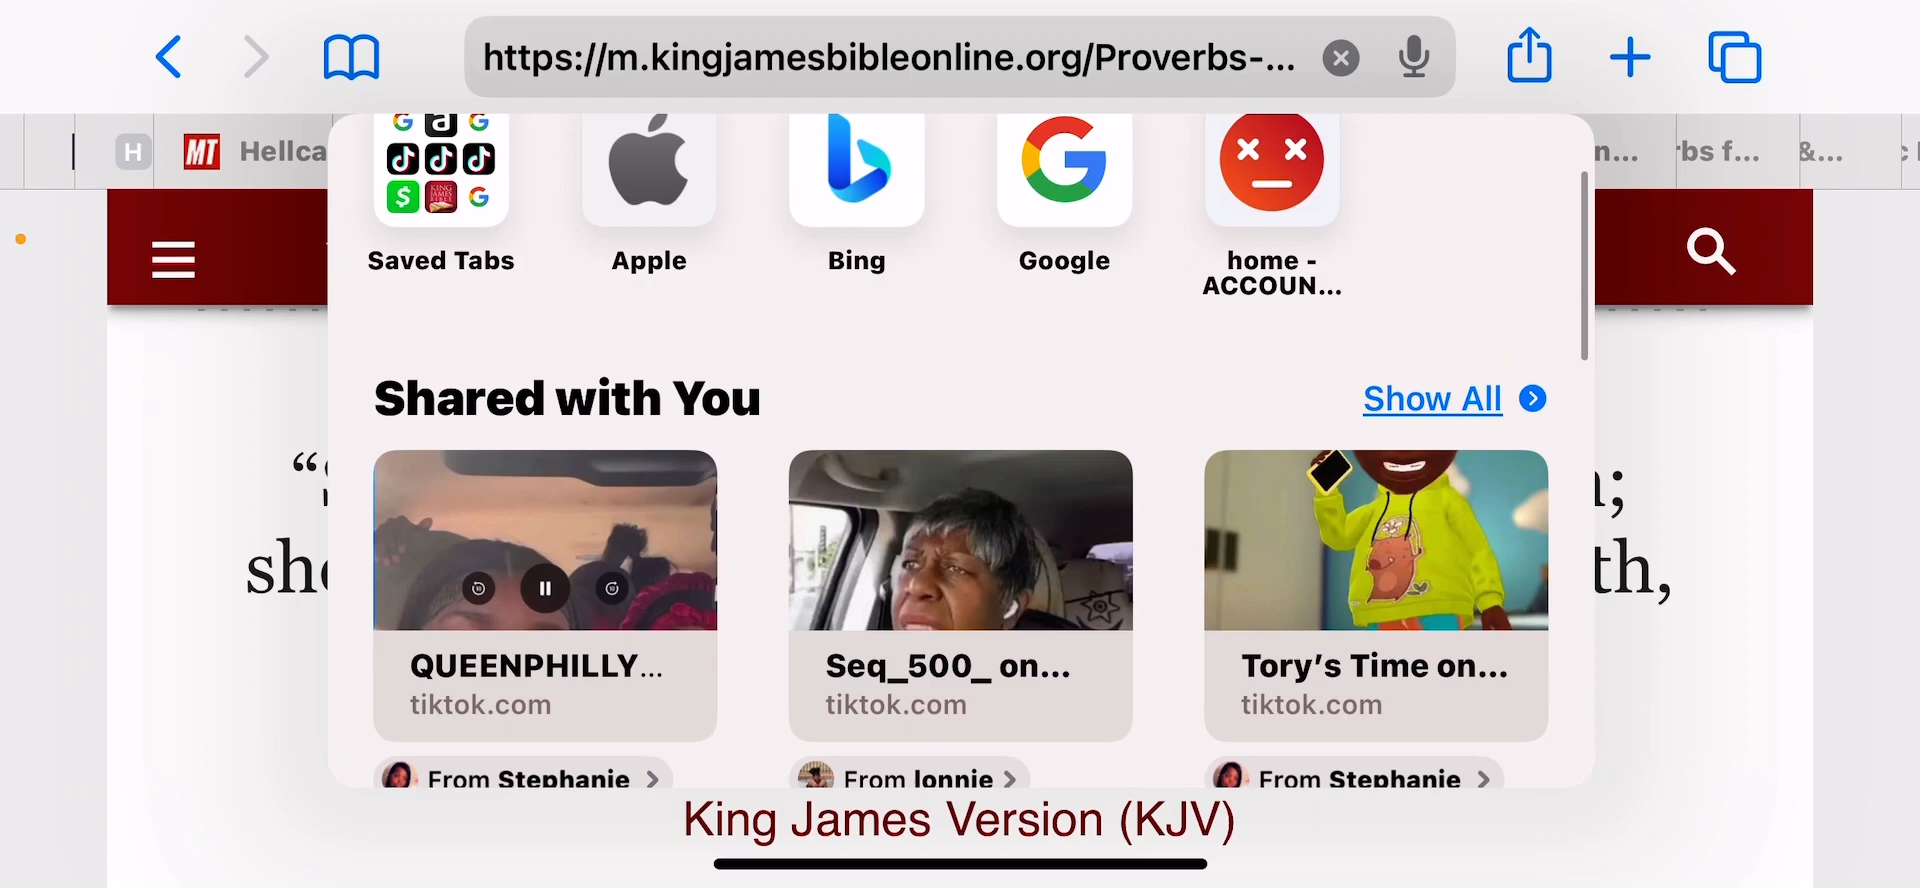 https://m.kingjamesbibleonline.org/Proverbs-...
H
MT Hellca
n...
bs f...
&...
Saved Tabs
Apple
Bing
Google
home -
ACCOUN...
Shared with You
Show All
QUEENPHILLY...
tiktok.com
Seq_500_ on...
tiktok.com
Tory's Time on...
tiktok.com
From Stephanie
From lonnie
From Stephanie
“
;
sh
th,
King James Version (KJV)